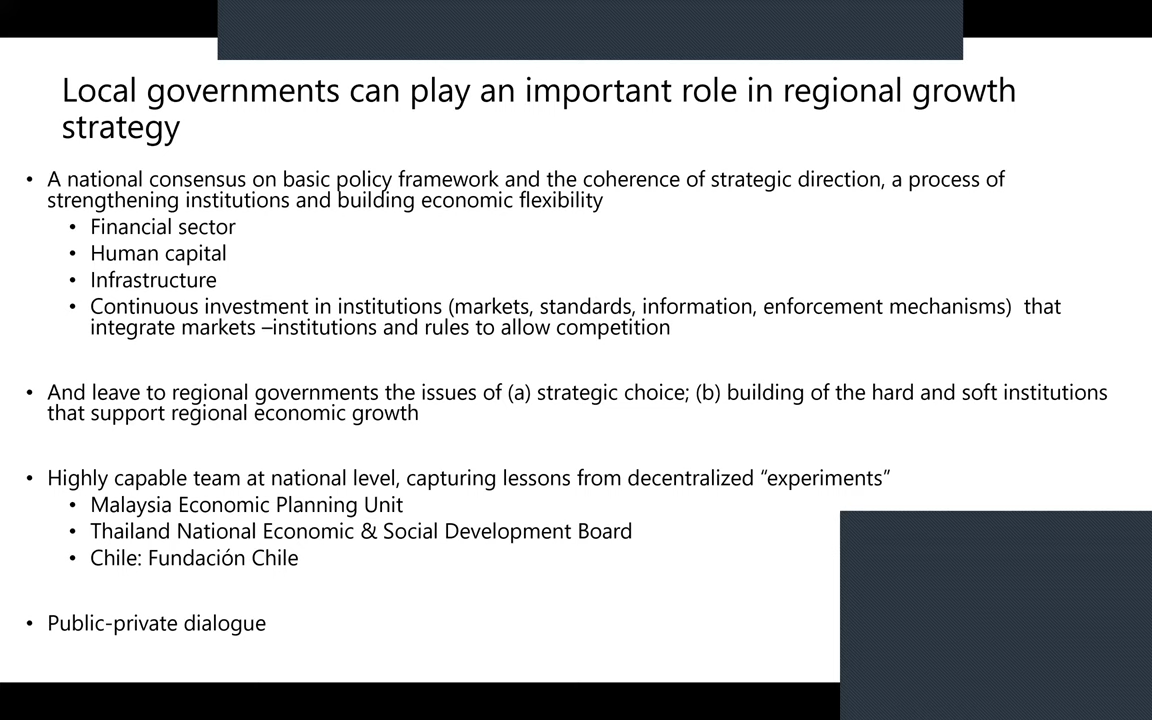 Local governments can play an important role in regional growth
strategy
• A national consensus on basic policy framework and the coherence of strategic direction, a process of
strengthening institutions and building economic flexibility
• Financial sector
• Human capital
• Infrastructure
• Continuous investment in institutions (markets, standards, information, enforcement mechanisms)  that
integrate markets –institutions and rules to allow competition
• And leave to regional governments the issues of (a) strategic choice; (b) building of the hard and soft institutions
that support regional economic growth
• Highly capable team at national level, capturing lessons from decentralized “experiments”
• Malaysia Economic Planning Unit
• Thailand National Economic & Social Development Board
• Chile: Fundación Chile
• Public-private dialogue